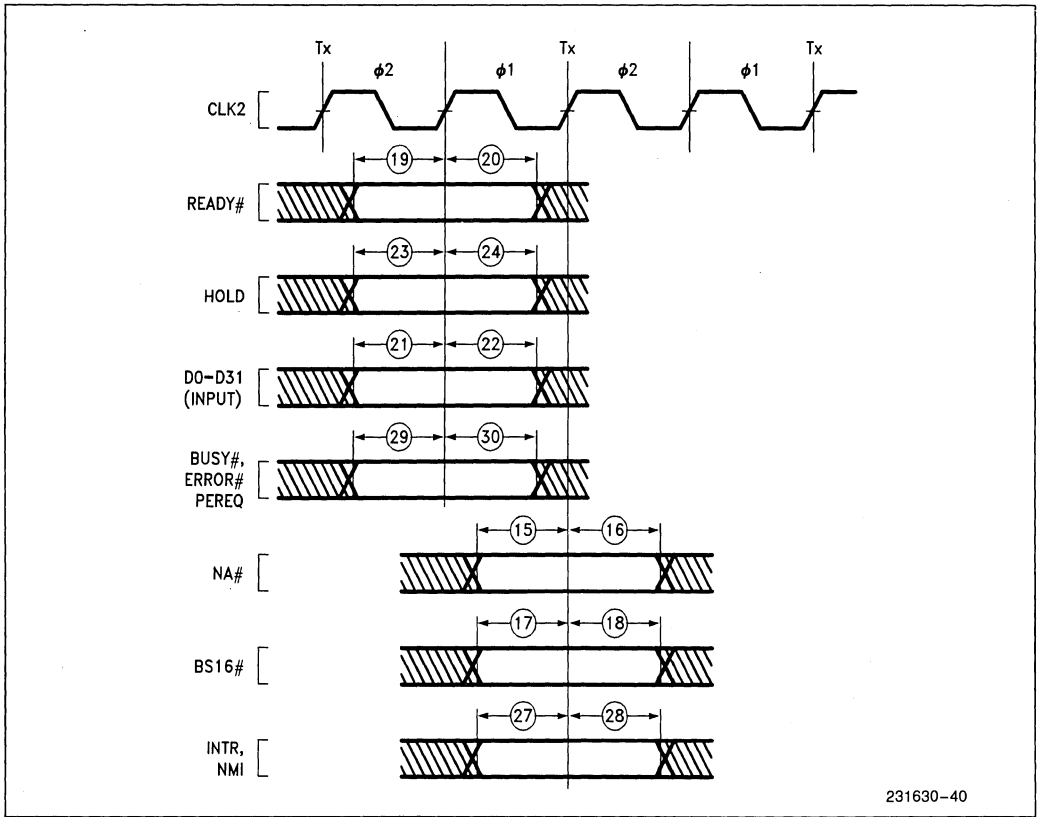 Tx Tx Tx
φ2 φ1 φ2 φ1
CLK2
19 20
READY#
23 24
HOLD
21 22
D0-D31
(INPUT)
29 30
BUSY#,
ERROR#
PEREQ
15 16
NA#
17 18
BS16#
27 28
INTR,
NMI
231630-40